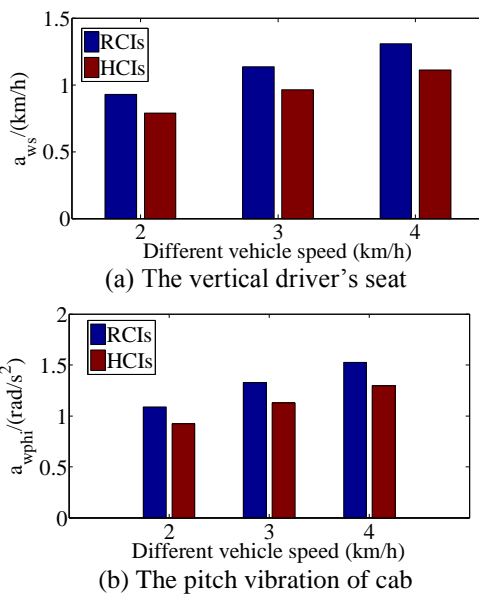 1.5
RCIs
HCIs
1
a_ws/(km/h)
0.5
0
2 3 4
Different vehicle speed (km/h)
(a) The vertical driver's seat
2
RCIs
HCIs
1.5
a_wphi/(rad/s^2)
1
0.5
0
2 3 4
Different vehicle speed (km/h)
(b) The pitch vibration of cab